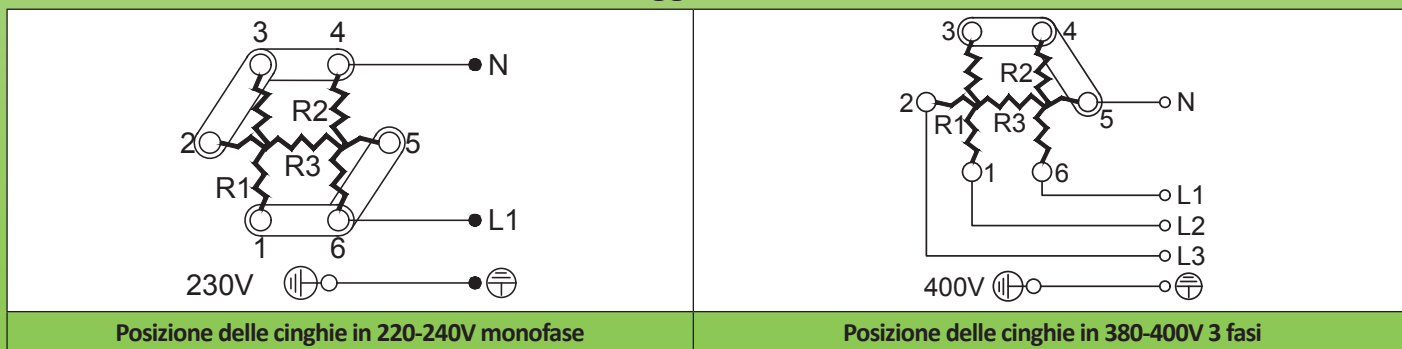 3 4
N
R2
2 5
R3
R1
L1
1 6
230V
Posizione delle cinghie in 220-240V monofase
3 4
R2
2 N
R1 R3 5
1 6
L1
L2
L3
400V
Posizione delle cinghie in 380-400V 3 fasi